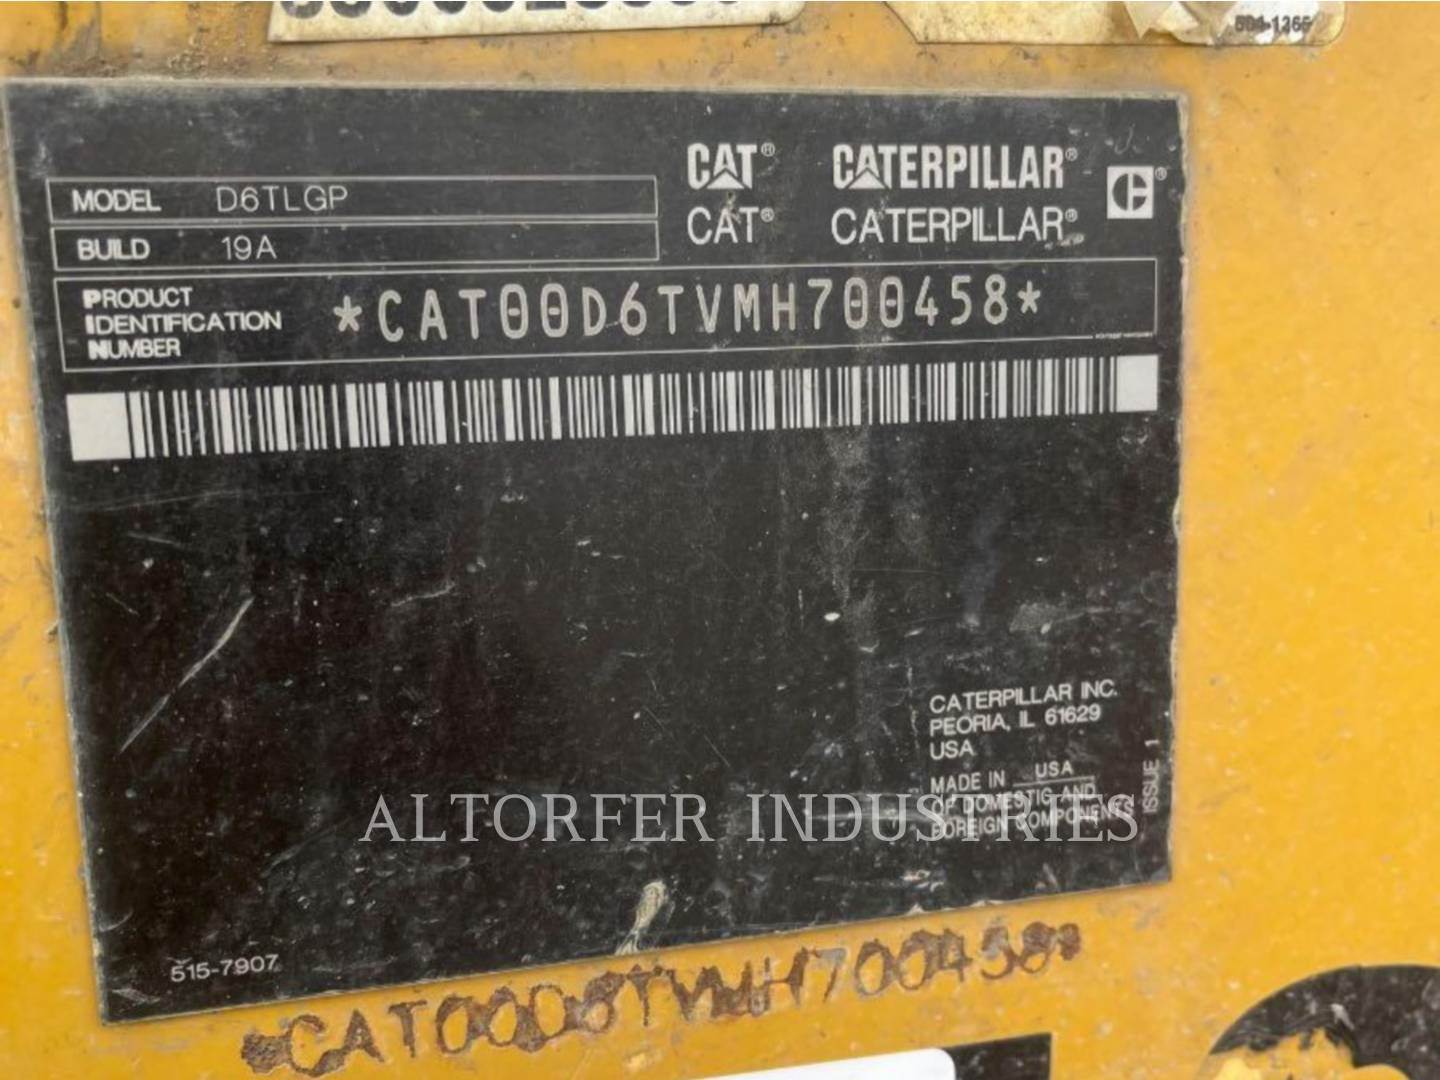 504-1366
CAT® CATERPILLAR®
CAT® CATERPILLAR®
MODEL D6TLGP
BUILD 19A
PRODUCT
IDENTIFICATION
NUMBER
*CAT00D6TVMH700458*
CATERPILLAR INC.
PEORIA, IL 61629
USA
MADE IN USA
OF DOMESTIC AND
FOREIGN COMPONENTS
ISSUE 1
ALTORFER INDUSTRIES
515-7907
*CAT00D6TVMH700458*